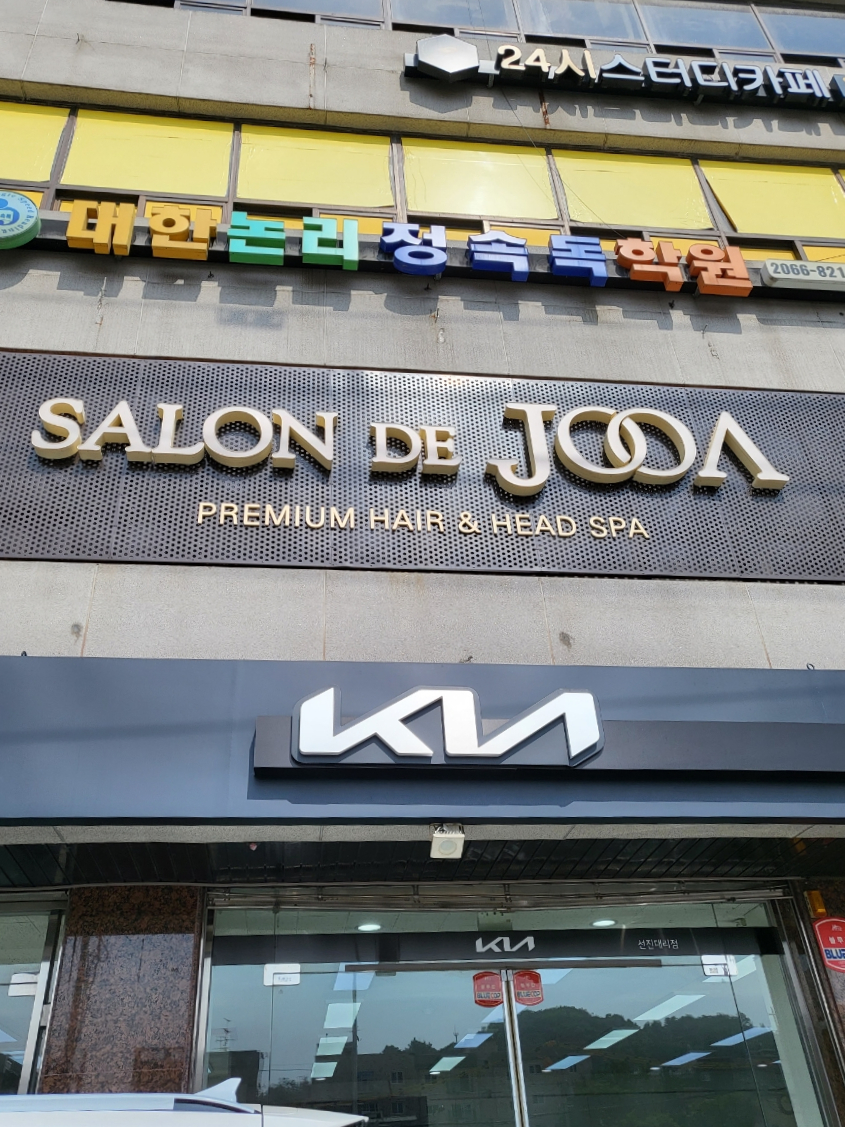 24시스터디카페
대한논리정속독학원
2066-821
SALON DE JOOA
PREMIUM HAIR & HEAD SPA
KIA
KIA 선진대리점